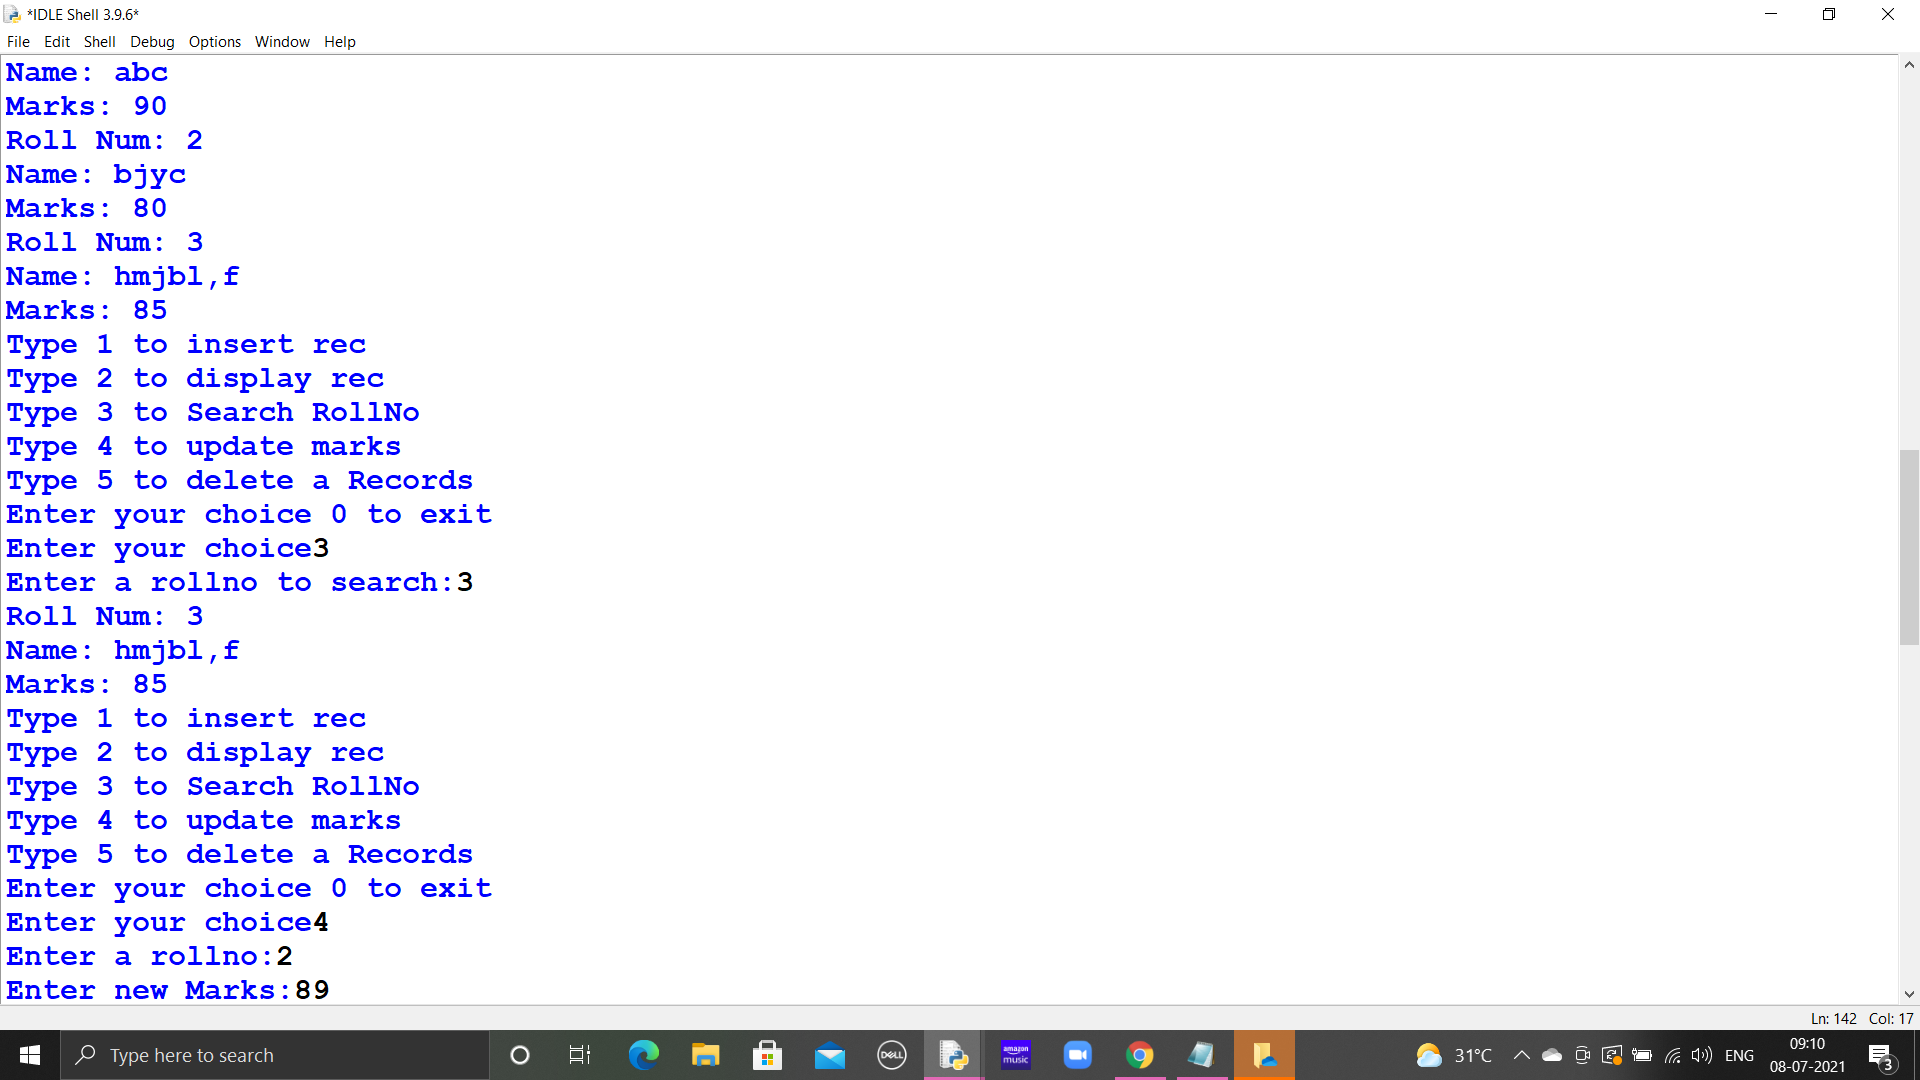 *IDLE Shell 3.9.6*
File Edit Shell Debug Options Window Help
Name: abc
Marks: 90
Roll Num: 2
Name: bjyc
Marks: 80
Roll Num: 3
Name: hmjbl,f
Marks: 85
Type 1 to insert rec
Type 2 to display rec
Type 3 to Search RollNo
Type 4 to update marks
Type 5 to delete a Records
Enter your choice 0 to exit
Enter your choice3
Enter a rollno to search:3
Roll Num: 3
Name: hmjbl,f
Marks: 85
Type 1 to insert rec
Type 2 to display rec
Type 3 to Search RollNo
Type 4 to update marks
Type 5 to delete a Records
Enter your choice 0 to exit
Enter your choice4
Enter a rollno:2
Enter new Marks:89
Ln: 142 Col: 17
Type here to search
DELL
amazon music
31°C
ENG
09:10
08-07-2021
3